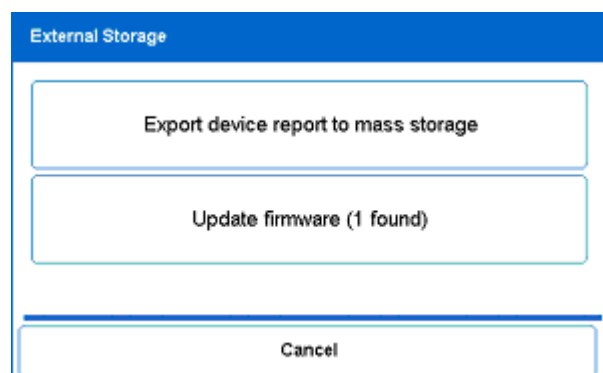 External Storage
Export device report to mass storage
Update firmware (1 found)
Cancel